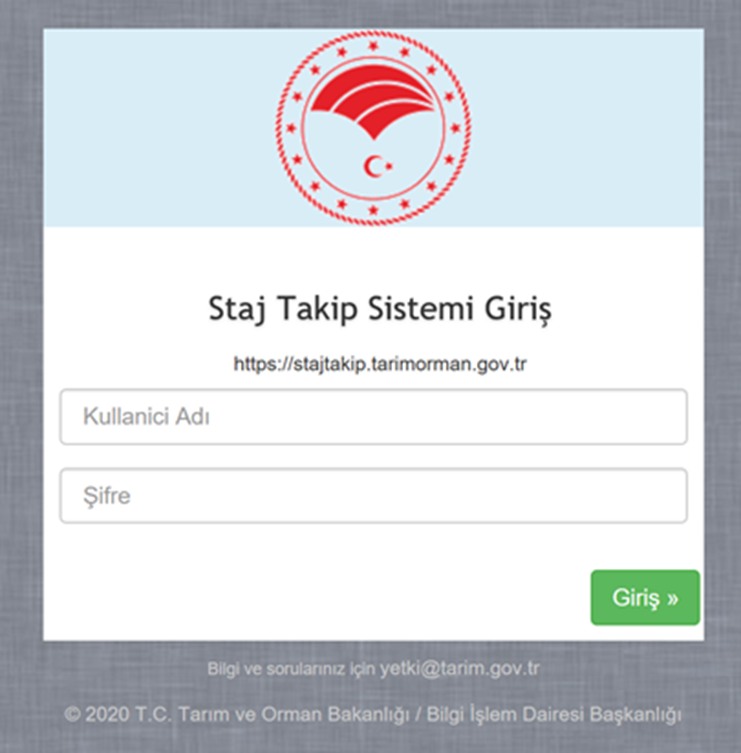 Staj Takip Sistemi Giriş
https://stajtakip.tarimorman.gov.tr
Kullanici Adı
Şifre
Giriş »
Bilgi ve sorularınız için yetki@tarim.gov.tr
© 2020 T.C. Tarım ve Orman Bakanlığı / Bilgi İşlem Dairesi Başkanlığı